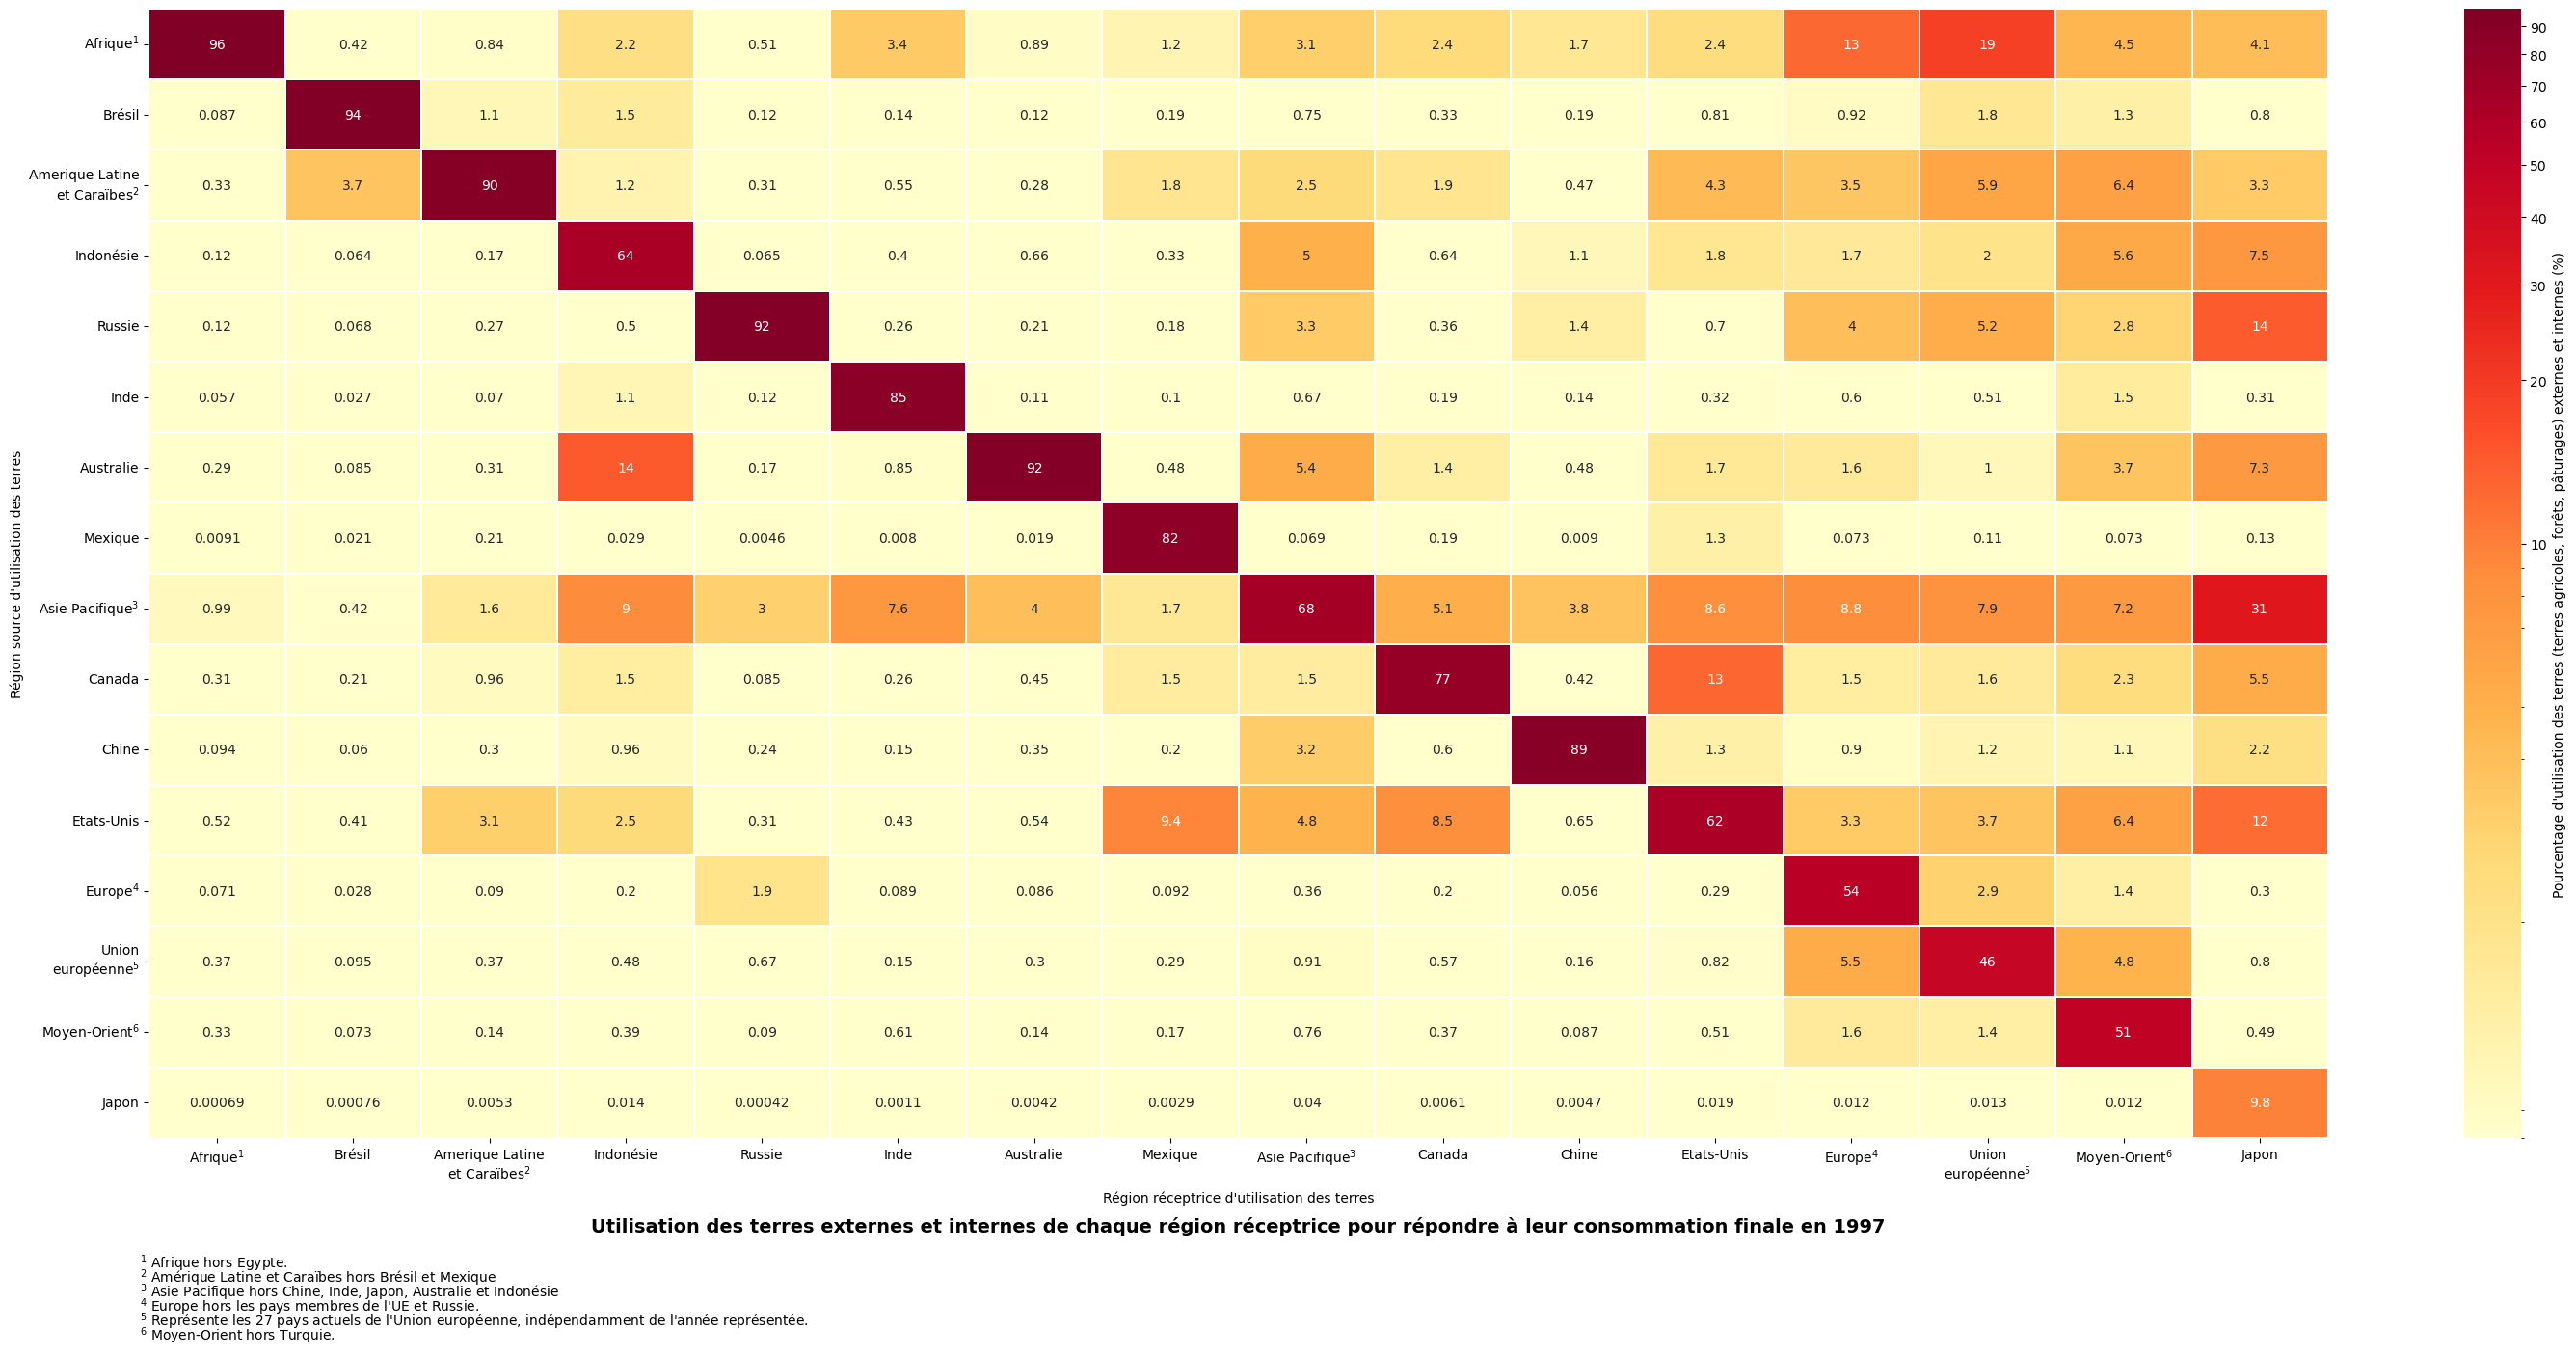 Afrique¹ 96 0.42 0.84 2.2 0.51 3.4 0.89 1.2 3.1 2.4 1.7 2.4 13 19 4.5 4.1
Brésil 0.087 94 1.1 1.5 0.12 0.14 0.12 0.19 0.75 0.33 0.19 0.81 0.92 1.8 1.3 0.8
Amerique Latine
et Caraïbes² 0.33 3.7 90 1.2 0.31 0.55 0.28 1.8 2.5 1.9 0.47 4.3 3.5 5.9 6.4 3.3
Indonésie 0.12 0.064 0.17 64 0.065 0.4 0.66 0.33 5 0.64 1.1 1.8 1.7 2 5.6 7.5
Russie 0.12 0.068 0.27 0.5 92 0.26 0.21 0.18 3.3 0.36 1.4 0.7 4 5.2 2.8 14
Inde 0.057 0.027 0.07 1.1 0.12 85 0.11 0.1 0.67 0.19 0.14 0.32 0.6 0.51 1.5 0.31
Australie 0.29 0.085 0.31 14 0.17 0.85 92 0.48 5.4 1.4 0.48 1.7 1.6 1 3.7 7.3
Mexique 0.0091 0.021 0.21 0.029 0.0046 0.008 0.019 82 0.069 0.19 0.009 1.3 0.073 0.11 0.073 0.13
Asie Pacifique³ 0.99 0.42 1.6 9 3 7.6 4 1.7 68 5.1 3.8 8.6 8.8 7.9 7.2 31
Canada 0.31 0.21 0.96 1.5 0.085 0.26 0.45 1.5 1.5 77 0.42 13 1.5 1.6 2.3 5.5
Chine 0.094 0.06 0.3 0.96 0.24 0.15 0.35 0.2 3.2 0.6 89 1.3 0.9 1.2 1.1 2.2
Etats-Unis 0.52 0.41 3.1 2.5 0.31 0.43 0.54 9.4 4.8 8.5 0.65 62 3.3 3.7 6.4 12
Europe⁴ 0.071 0.028 0.09 0.2 1.9 0.089 0.086 0.092 0.36 0.2 0.056 0.29 54 2.9 1.4 0.3
Union
européenne⁵ 0.37 0.095 0.37 0.48 0.67 0.15 0.3 0.29 0.91 0.57 0.16 0.82 5.5 46 4.8 0.8
Moyen-Orient⁶ 0.33 0.073 0.14 0.39 0.09 0.61 0.14 0.17 0.76 0.37 0.087 0.51 1.6 1.4 51 0.49
Japon 0.00069 0.00076 0.0053 0.014 0.00042 0.0011 0.0042 0.0029 0.04 0.0061 0.0047 0.019 0.012 0.013 0.012 9.8
Afrique¹ Brésil Amerique Latine Indonésie Russie Inde Australie Mexique Asie Pacifique³ Canada Chine Etats-Unis Europe⁴ Union Moyen-Orient⁶ Japon
et Caraïbes² européenne⁵
Région source d'utilisation des terres
Région réceptrice d'utilisation des terres
90
80
70
60
50
40
30
20
10
Pourcentage d'utilisation des terres (terres agricoles, forêts, pâturages) externes et internes (%)
Utilisation des terres externes et internes de chaque région réceptrice pour répondre à leur consommation finale en 1997
¹ Afrique hors Egypte.
² Amérique Latine et Caraïbes hors Brésil et Mexique
³ Asie Pacifique hors Chine, Inde, Japon, Australie et Indonésie
⁴ Europe hors les pays membres de l'UE et Russie.
⁵ Représente les 27 pays actuels de l'Union européenne, indépendamment de l'année représentée.
⁶ Moyen-Orient hors Turquie.